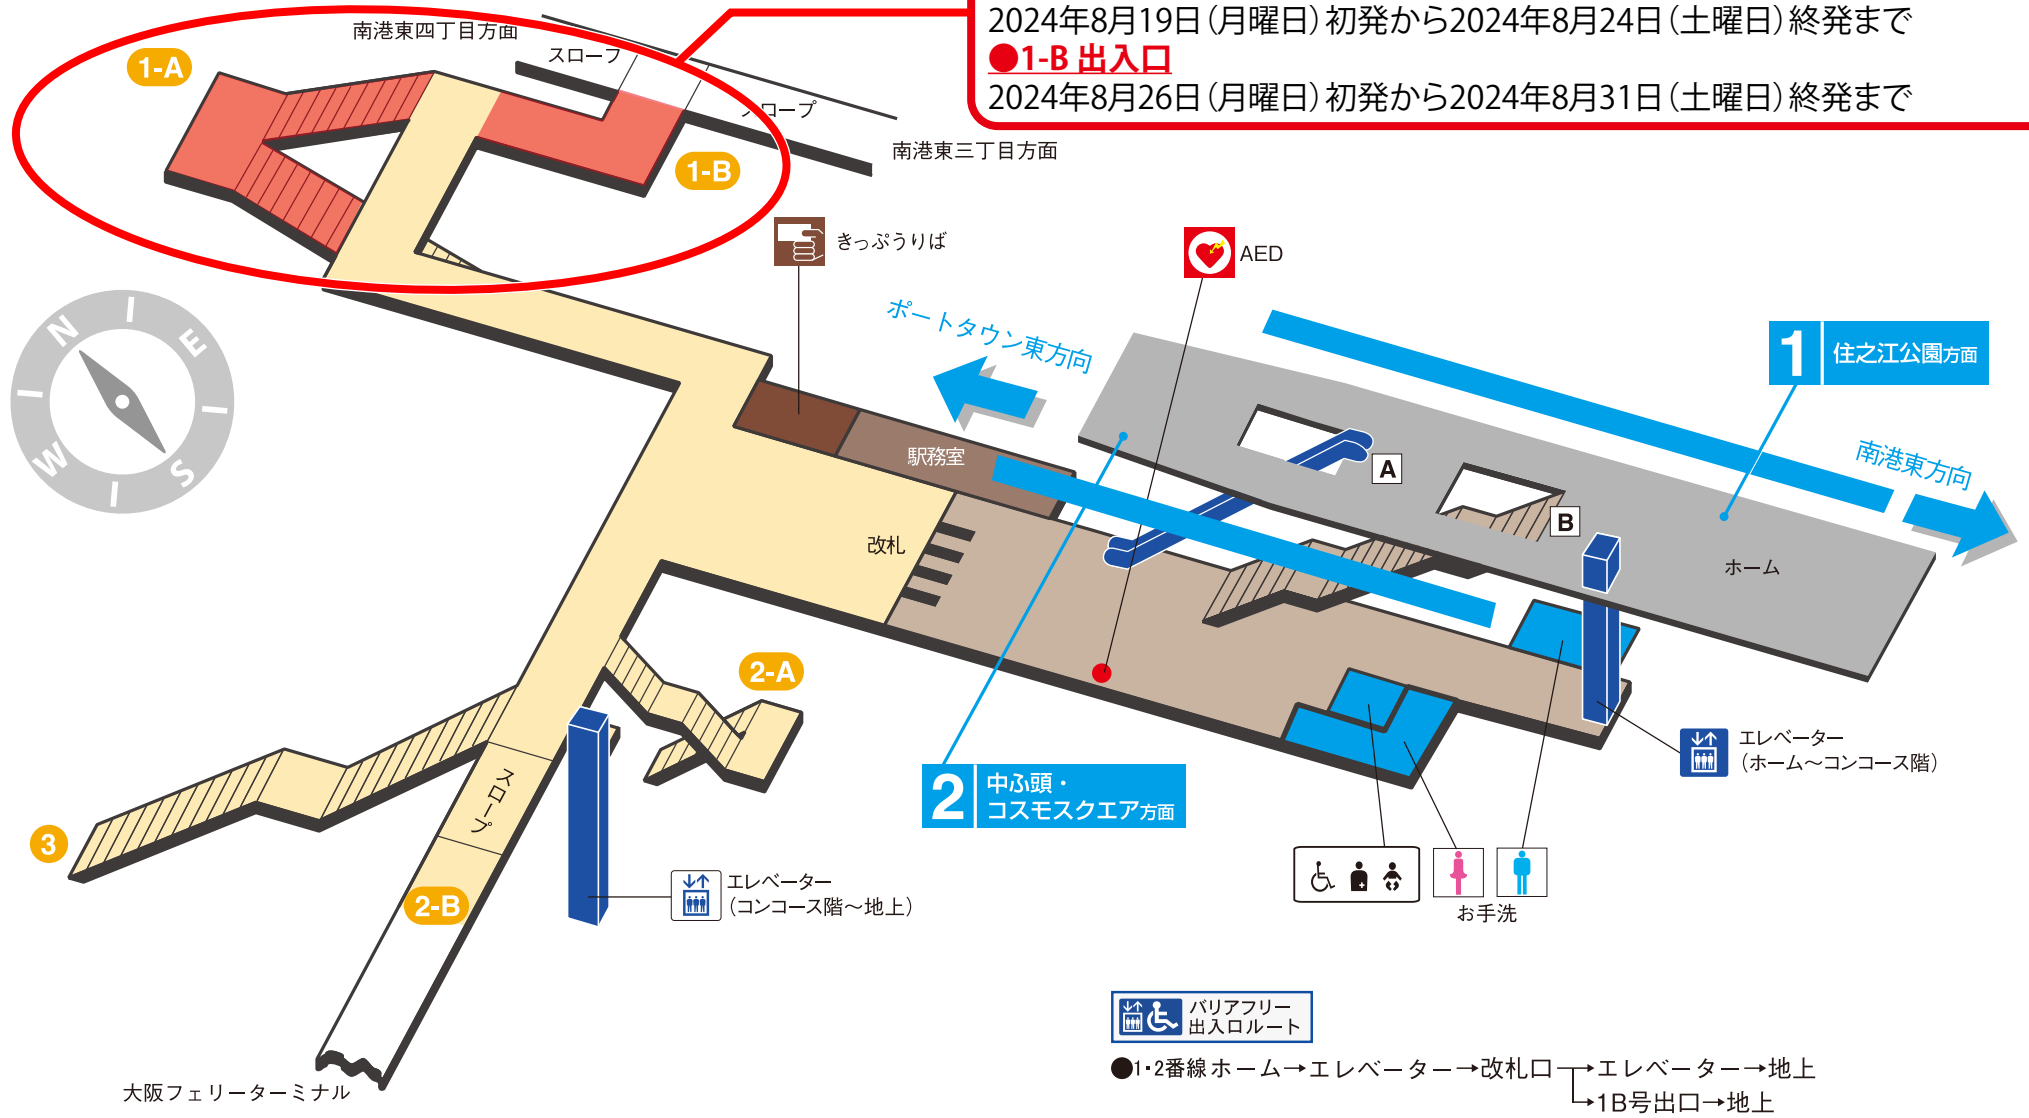 2024年8月19日（月曜日）初発から2024年8月24日（土曜日）終発まで
●1-B 出入口
2024年8月26日（月曜日）初発から2024年8月31日（土曜日）終発まで
南港東四丁目方面
スロープ
スロープ
南港東三丁目方面
1-A
1-B
きっぷうりば
AED
ポートタウン東方向
1 住之江公園方面
南港東方向
N
E
S
W
駅務室
A
B
改札
ホーム
2-A
スロープ
3
2-B
2 中ふ頭・
コスモスクエア方面
エレベーター
（ホーム～コンコース階）
エレベーター
（コンコース階～地上）
お手洗
大阪フェリーターミナル
バリアフリー
出入口ルート
●1・2番線ホーム→エレベーター→改札口→エレベーター→地上
→1B号出口→地上